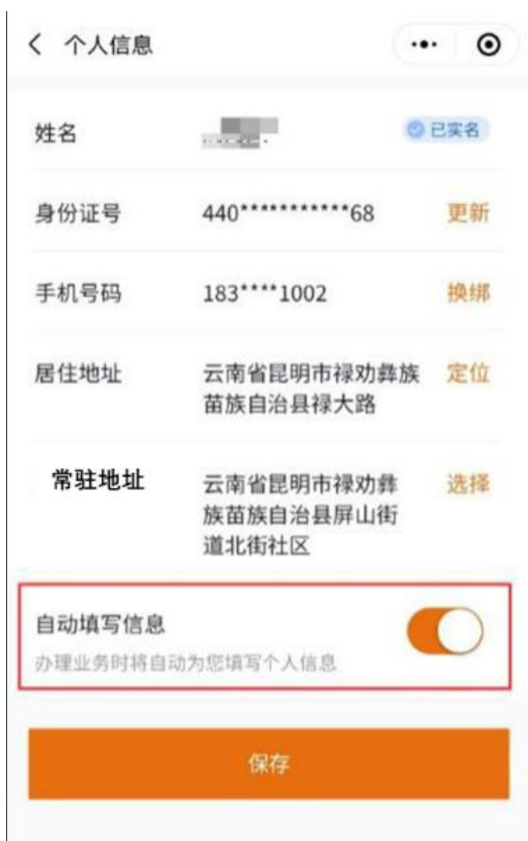 个人信息
姓名 已实名
身份证号 440***********68 更新
手机号码 183****1002 换绑
居住地址 云南省昆明市禄劝彝族 定位
苗族自治县禄大路
常驻地址 云南省昆明市禄劝彝 选择
族苗族自治县屏山街
道北街社区
自动填写信息
办理业务时将自动为您填写个人信息
保存